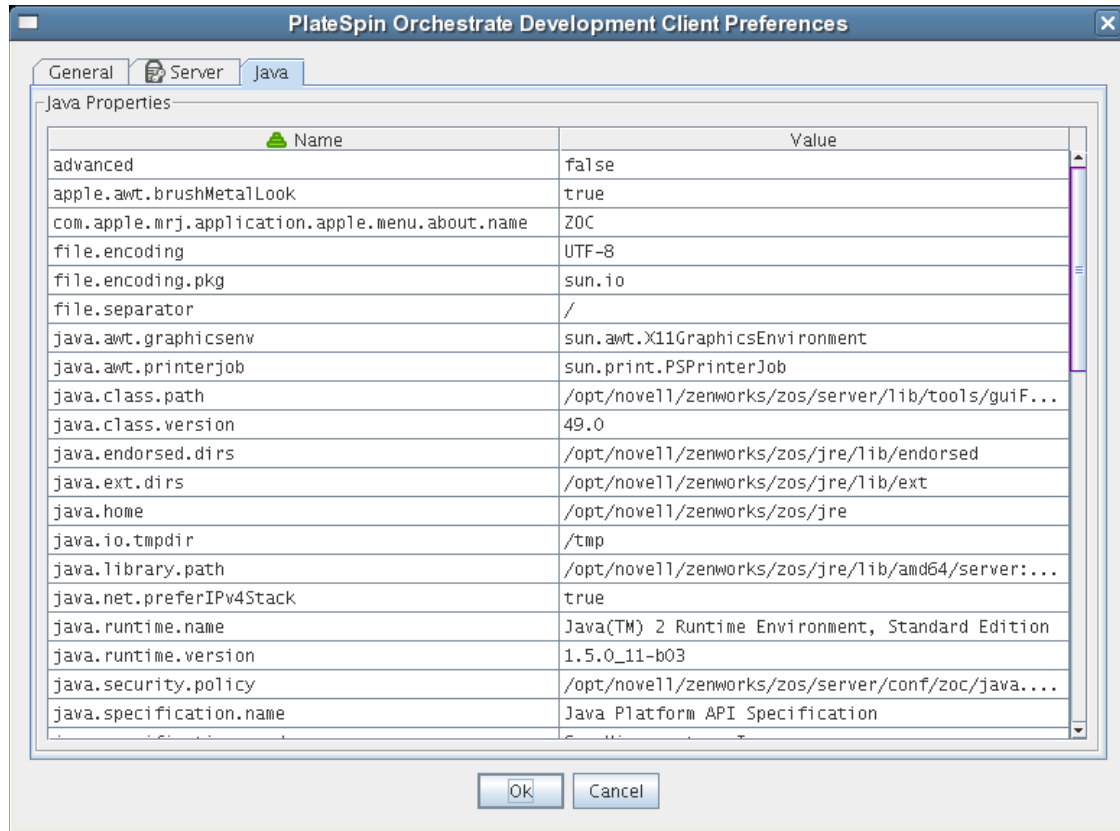 PlateSpin Orchestrate Development Client Preferences
General Server Java
Java Properties
Name Value
advanced false
apple.awt.brushMetalLook true
com.apple.mrj.application.apple.menu.about.name ZOC
file.encoding UTF-8
file.encoding.pkg sun.io
file.separator /
java.awt.graphicsenv sun.awt.X11GraphicsEnvironment
java.awt.printerjob sun.print.PSPrinterJob
java.class.path /opt/novell/zenworks/zos/server/lib/tools/guiF...
java.class.version 49.0
java.endorsed.dirs /opt/novell/zenworks/zos/jre/lib/endorsed
java.ext.dirs /opt/novell/zenworks/zos/jre/lib/ext
java.home /opt/novell/zenworks/zos/jre
java.io.tmpdir /tmp
java.library.path /opt/novell/zenworks/zos/jre/lib/amd64/server:...
java.net.preferIPv4Stack true
java.runtime.name Java(TM) 2 Runtime Environment, Standard Edition
java.runtime.version 1.5.0_11-b03
java.security.policy /opt/novell/zenworks/zos/server/conf/zoc/java....
java.specification.name Java Platform API Specification
Ok Cancel